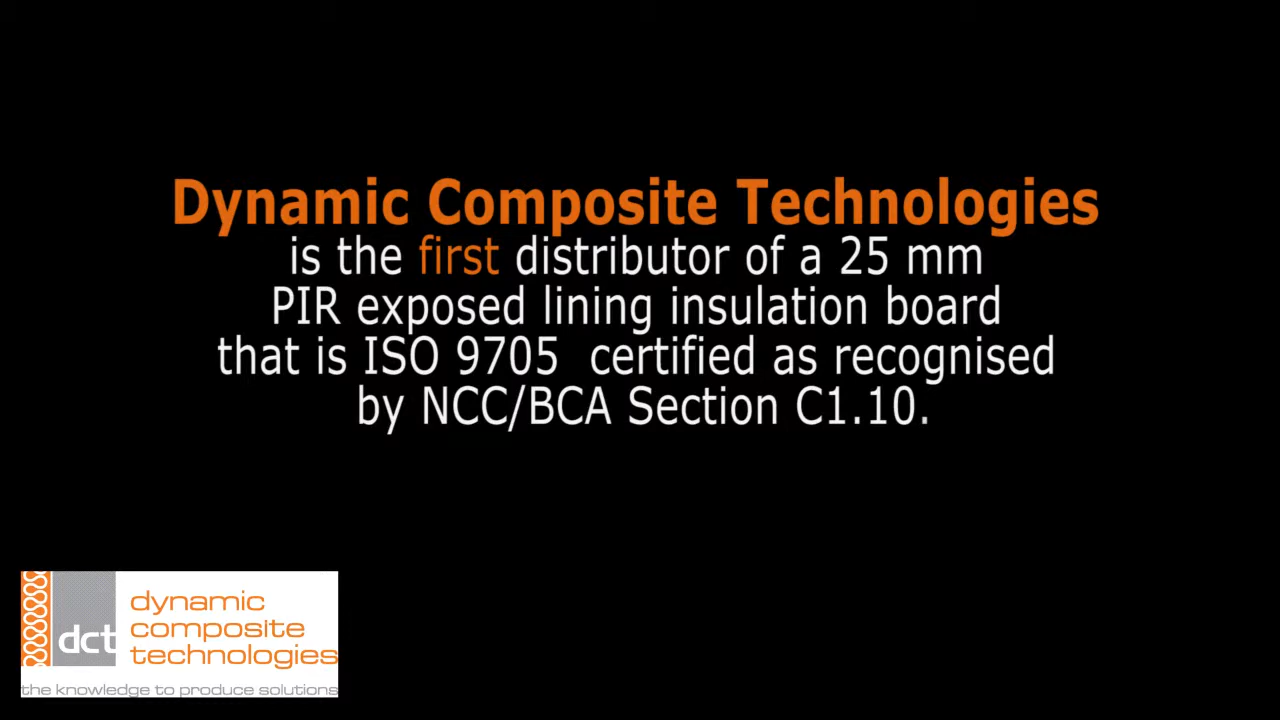 Dynamic Composite Technologies
is the first distributor of a 25 mm
PIR exposed lining insulation board
that is ISO 9705 certified as recognised
by NCC/BCA Section C1.10.
dct
dynamic
composite
technologies
the knowledge to produce solutions